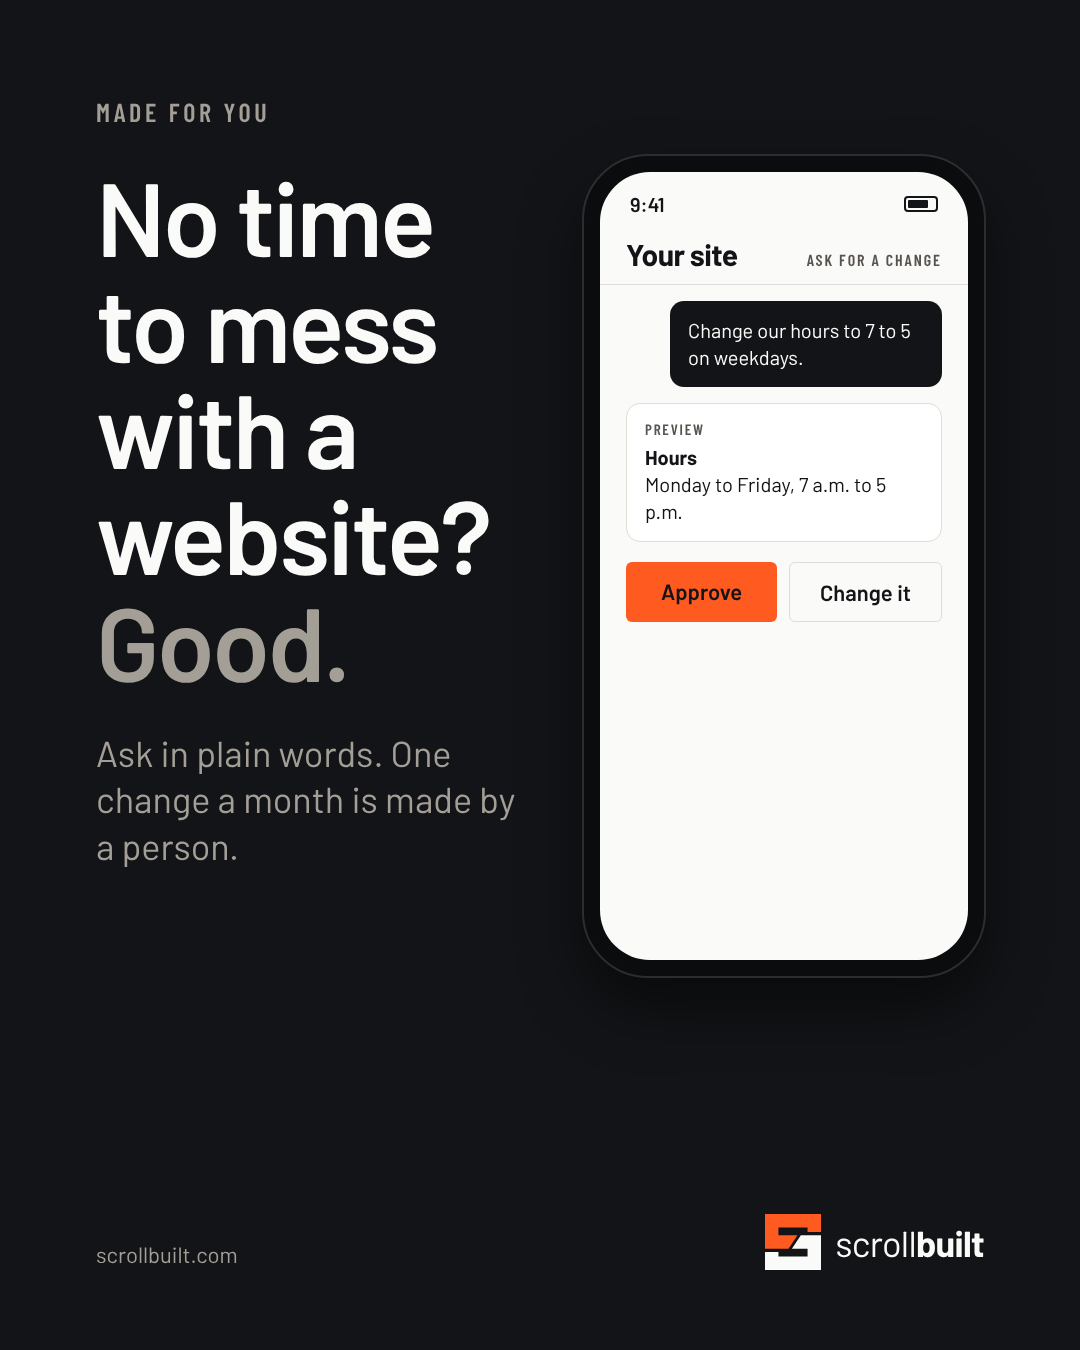 MADE FOR YOU
No time
to mess
with a
website?
Good.
Ask in plain words. One
change a month is made by
a person.
9:41
Your site
ASK FOR A CHANGE
Change our hours to 7 to 5
on weekdays.
PREVIEW
Hours
Monday to Friday, 7 a.m. to 5
p.m.
Approve
Change it
scrollbuilt.com
scrollbuilt